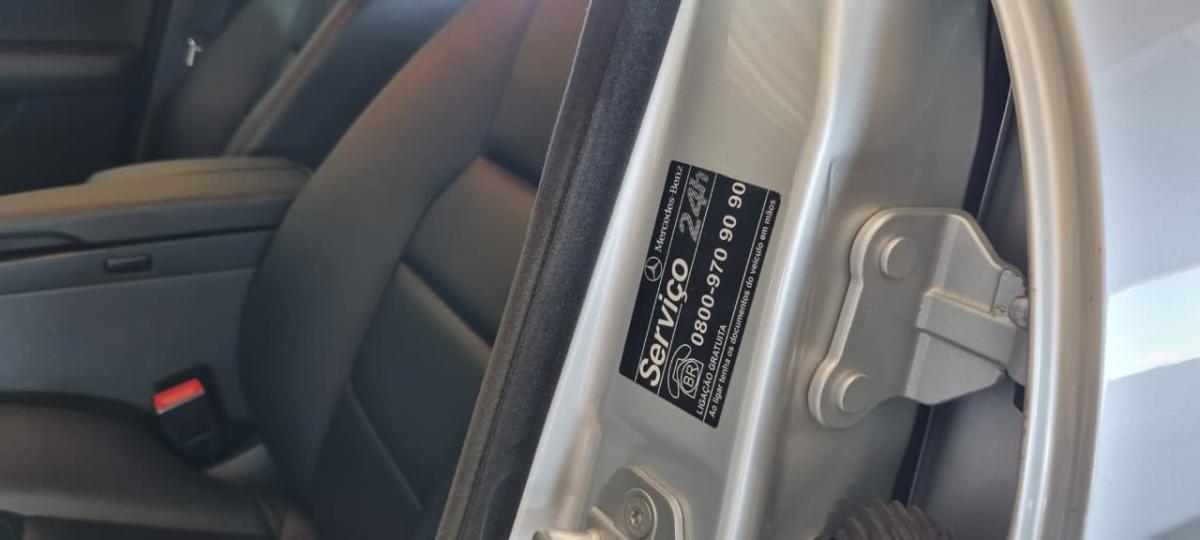 Mercedes-Benz
Serviço 24h
0800-970 90 90
BR
LIGAÇÃO GRATUITA
Ao ligar tenha os documentos do veículo em mãos